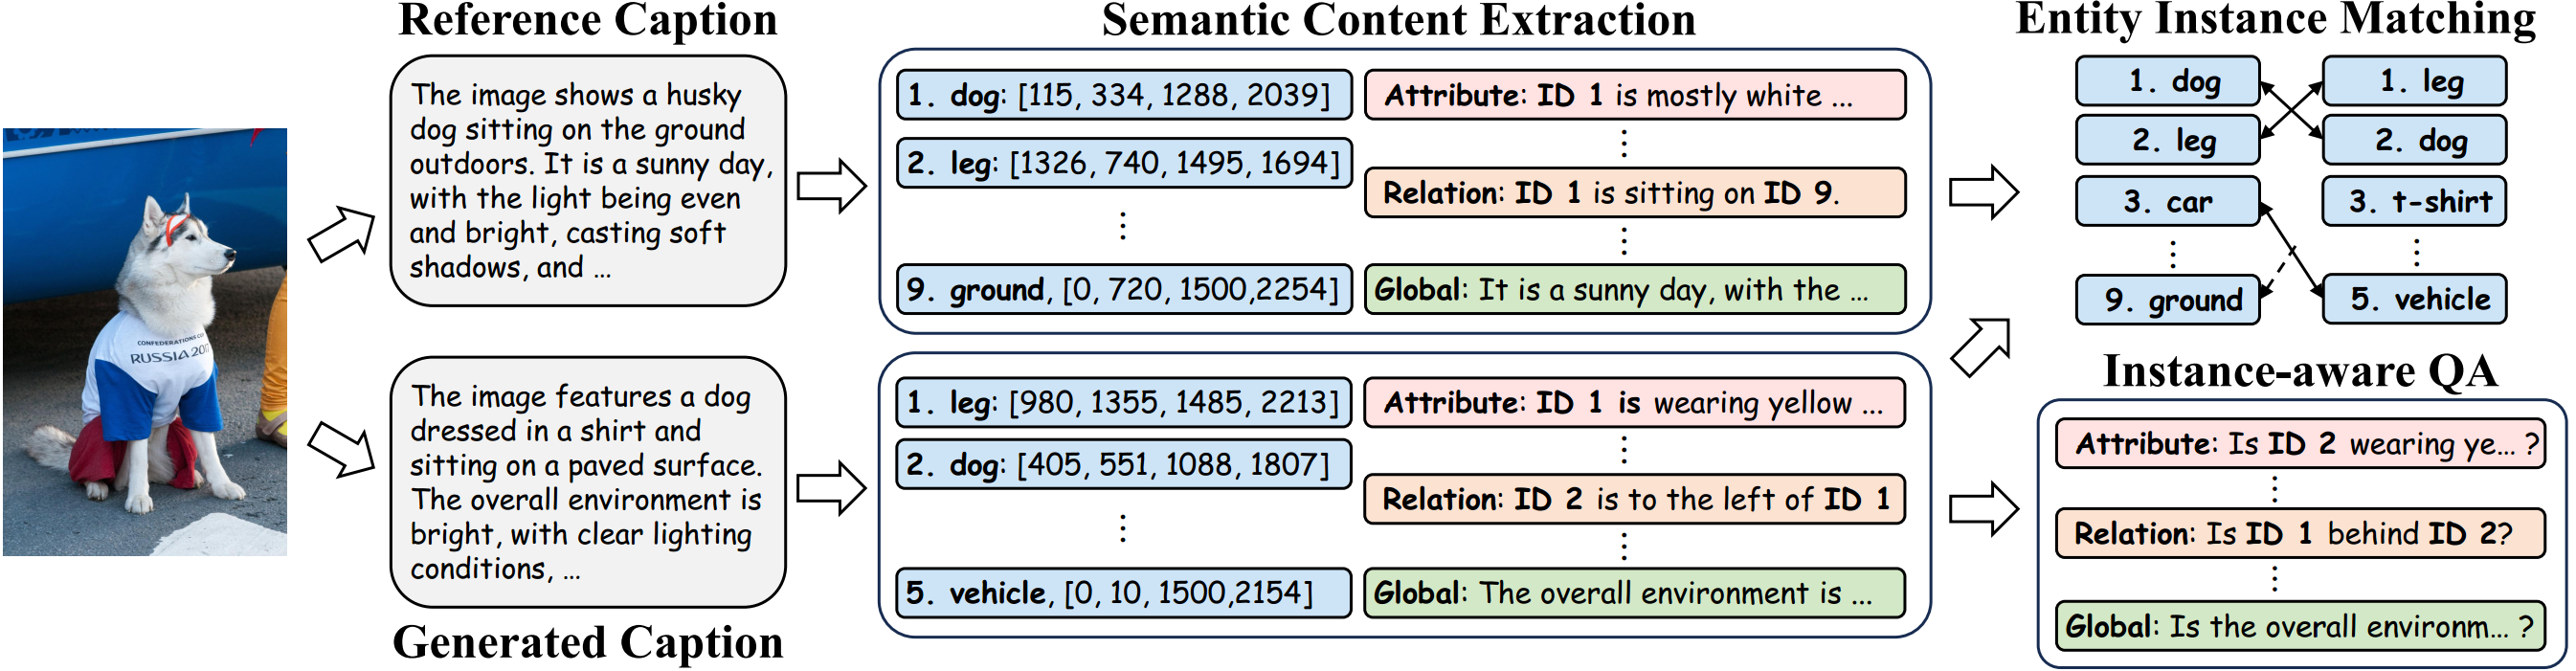 Reference Caption
The image shows a husky
dog sitting on the ground
outdoors. It is a sunny day,
with the light being even
and bright, casting soft
shadows, and ...
CONFEDERATIONS CUP
RUSSIA 2017
The image features a dog
dressed in a shirt and
sitting on a paved surface.
The overall environment is
bright, with clear lighting
conditions, ...
Generated Caption
Semantic Content Extraction
1. dog: [115, 334, 1288, 2039]
2. leg: [1326, 740, 1495, 1694]
⋮
9. ground, [0, 720, 1500,2254]
Attribute: ID 1 is mostly white ...
⋮
Relation: ID 1 is sitting on ID 9.
⋮
Global: It is a sunny day, with the ...
1. leg: [980, 1355, 1485, 2213]
2. dog: [405, 551, 1088, 1807]
⋮
5. vehicle, [0, 10, 1500,2154]
Attribute: ID 1 is wearing yellow ...
⋮
Relation: ID 2 is to the left of ID 1
⋮
Global: The overall environment is ...
Entity Instance Matching
1. dog
2. leg
3. car
⋮
9. ground
1. leg
2. dog
3. t-shirt
⋮
5. vehicle
Instance-aware QA
Attribute: Is ID 2 wearing ye... ?
⋮
Relation: Is ID 1 behind ID 2?
⋮
Global: Is the overall environm... ?